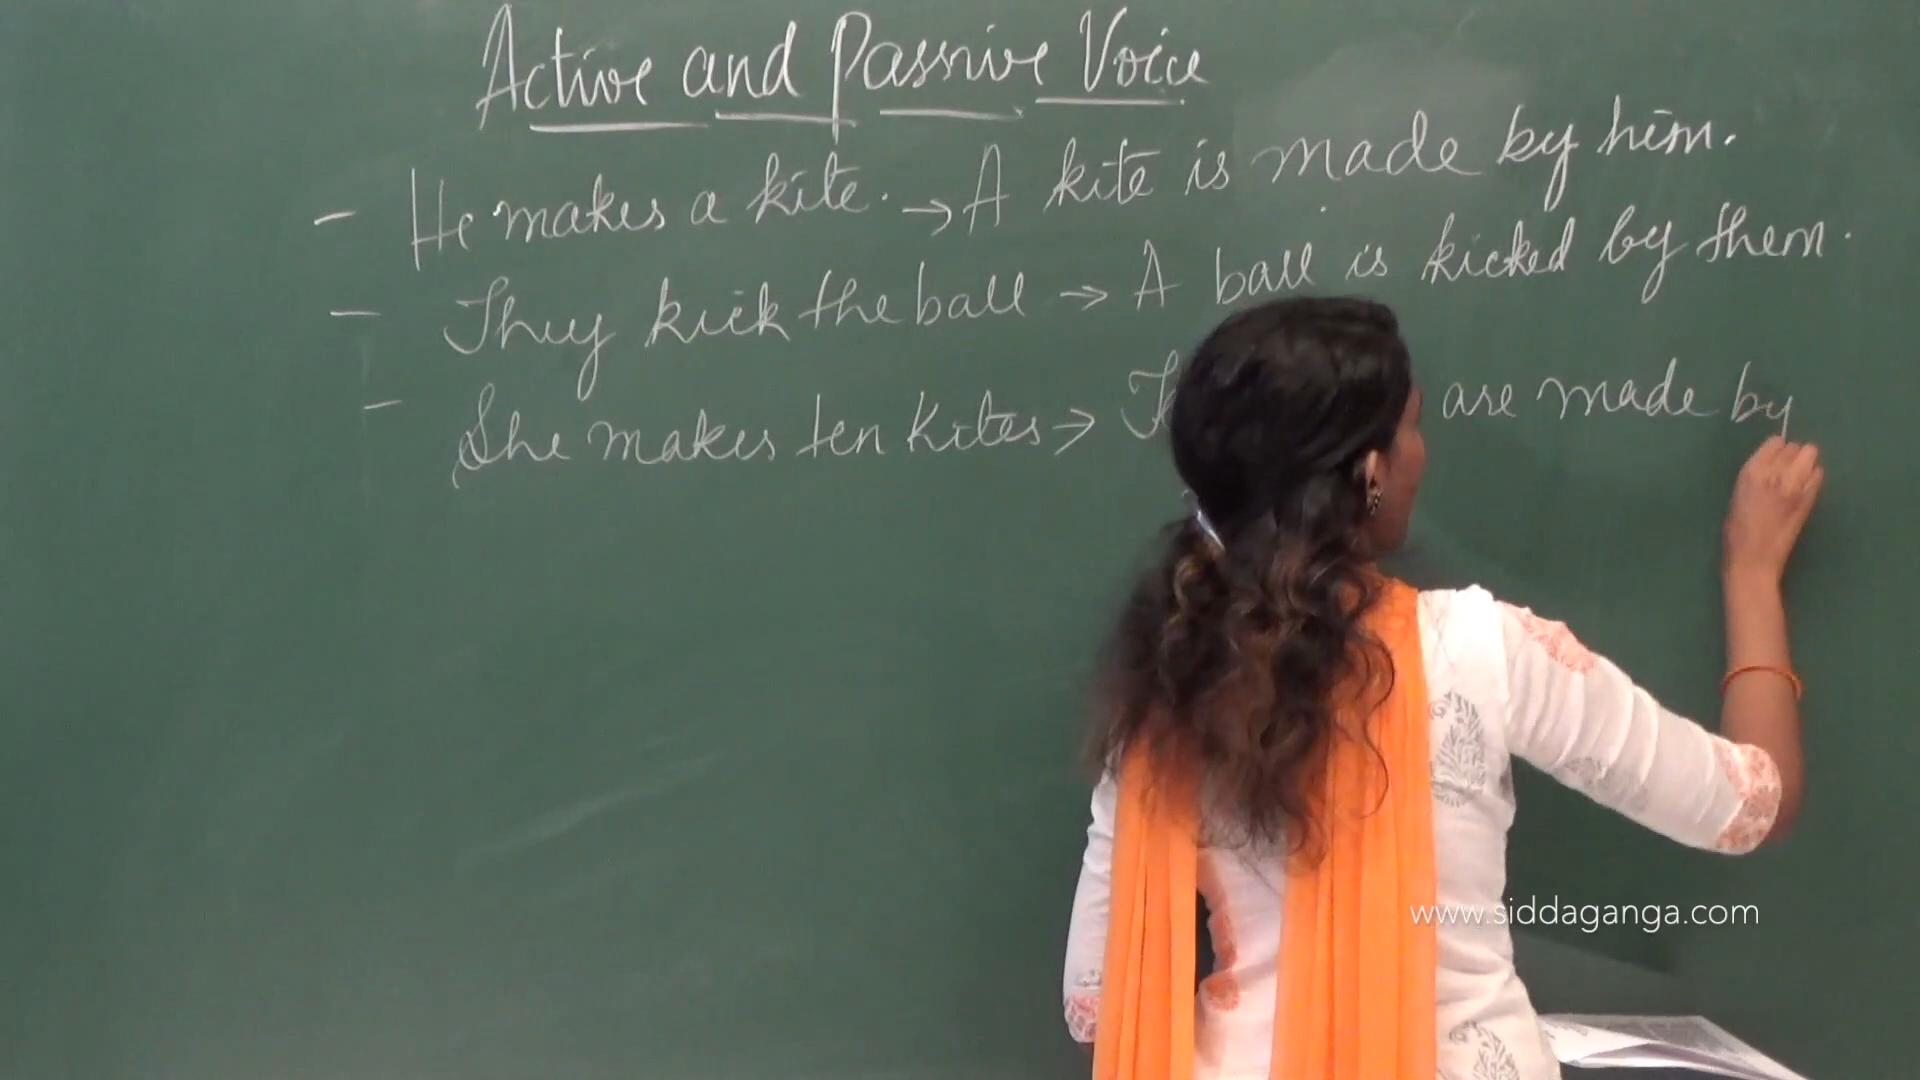 Active and Passive Voice
- He makes a kite. → A kite is made by him.
- They kick the ball → A ball is kicked by them.
- She makes ten kites → are made by
www.siddaganga.com